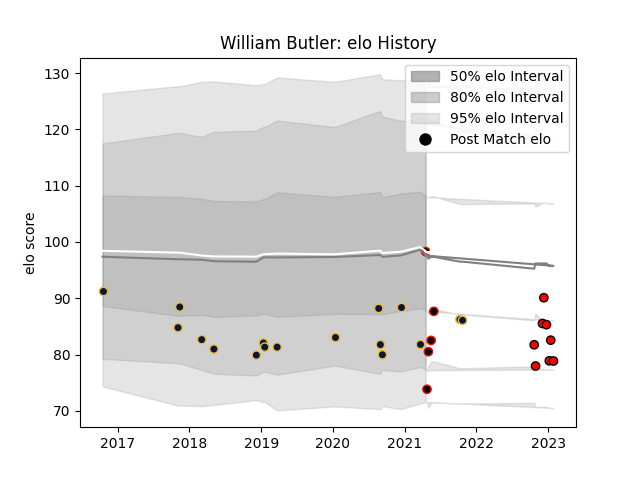 William Butler: elo History
50% elo Interval
80% elo Interval
95% elo Interval
Post Match elo
elo score
130
120
110
100
90
80
70
2017 2018 2019 2020 2021 2022 2023